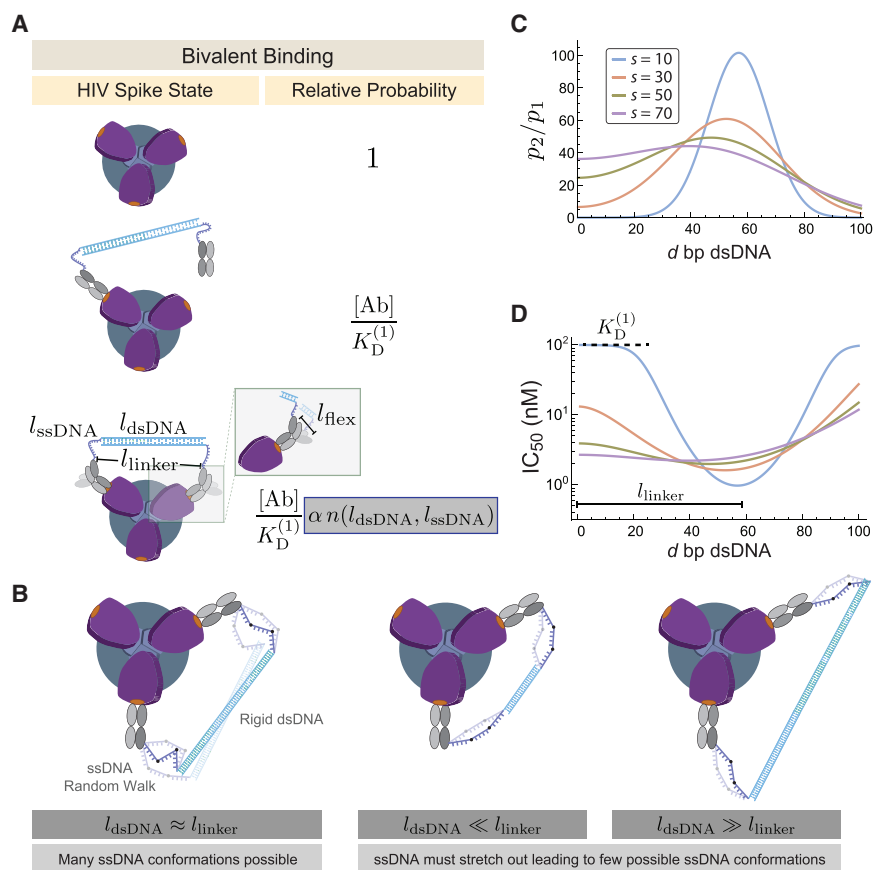 A
Bivalent Binding
HIV Spike State
Relative Probability
1
[Ab]
K_D^(1)
l_ssDNA
l_dsDNA
l_linker
l_flex
[Ab]
K_D^(1)
α n(l_dsDNA, l_ssDNA)
B
Rigid dsDNA
ssDNA
Random Walk
l_dsDNA ≈ l_linker
l_dsDNA ≪ l_linker
l_dsDNA ≫ l_linker
Many ssDNA conformations possible
ssDNA must stretch out leading to few possible ssDNA conformations
C
s = 10
s = 30
s = 50
s = 70
p_2/p_1
100
80
60
40
20
0
0 20 40 60 80 100
d bp dsDNA
D
K_D^(1)
IC_50 (nM)
10^2
10^1
10^0
l_linker
0 20 40 60 80 100
d bp dsDNA